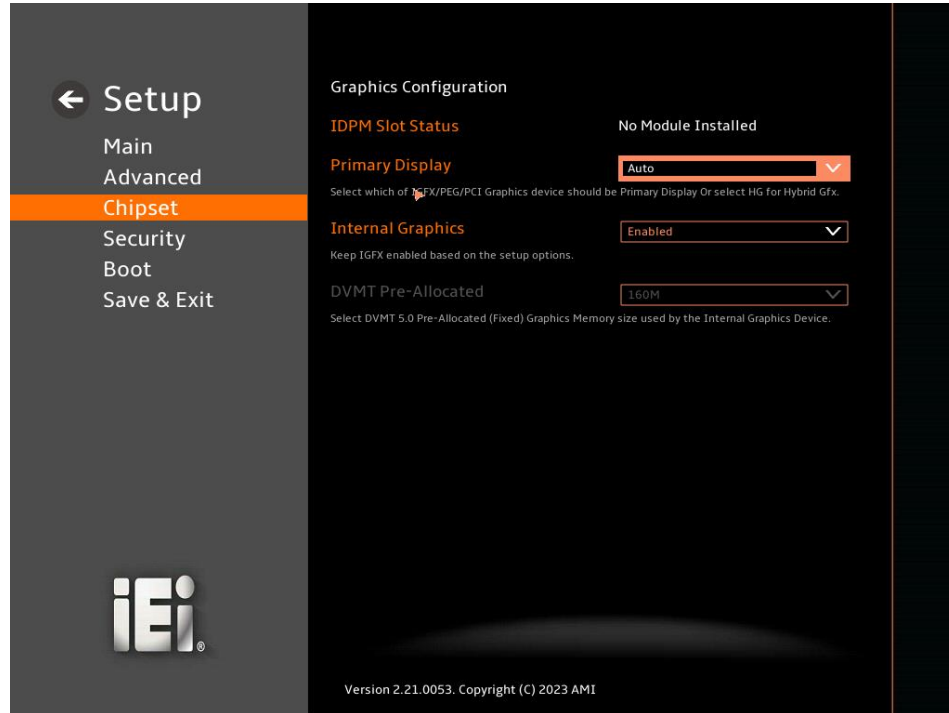 Setup
Main
Advanced
Chipset
Security
Boot
Save & Exit
iEi®
Graphics Configuration
IDPM Slot Status No Module Installed
Primary Display Auto
Select which of IGFX/PEG/PCI Graphics device should be Primary Display Or select HG for Hybrid Gfx.
Internal Graphics Enabled
Keep IGFX enabled based on the setup options.
DVMT Pre-Allocated 160M
Select DVMT 5.0 Pre-Allocated (Fixed) Graphics Memory size used by the Internal Graphics Device.
Version 2.21.0053. Copyright (C) 2023 AMI